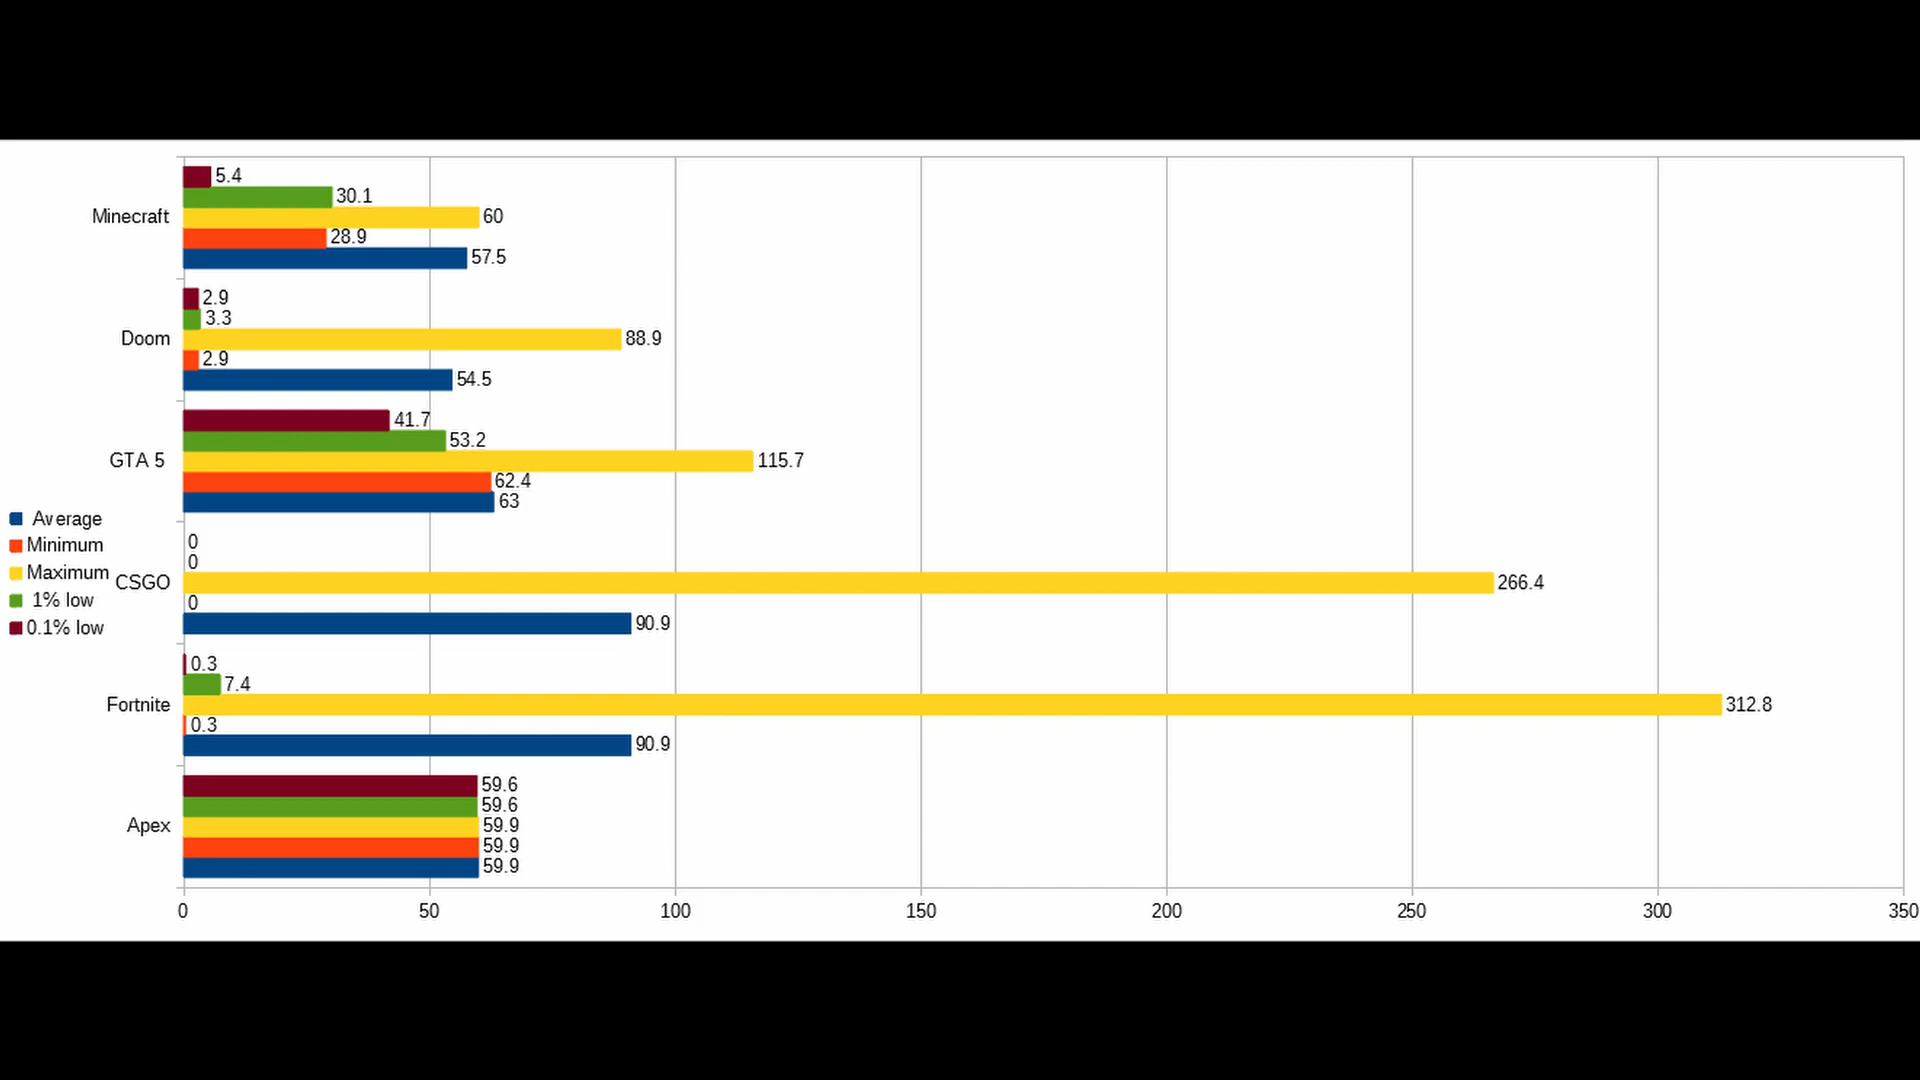 5.4
30.1
Minecraft 60
28.9
57.5
2.9
3.3
Doom 88.9
2.9
54.5
41.7
53.2
GTA 5 115.7
62.4
63
Average
Minimum
Maximum
1% low
0.1% low
0
0
CSGO 266.4
0
90.9
0.3
7.4
Fortnite 312.8
0.3
90.9
59.6
59.6
Apex 59.9
59.9
59.9
0 50 100 150 200 250 300 350